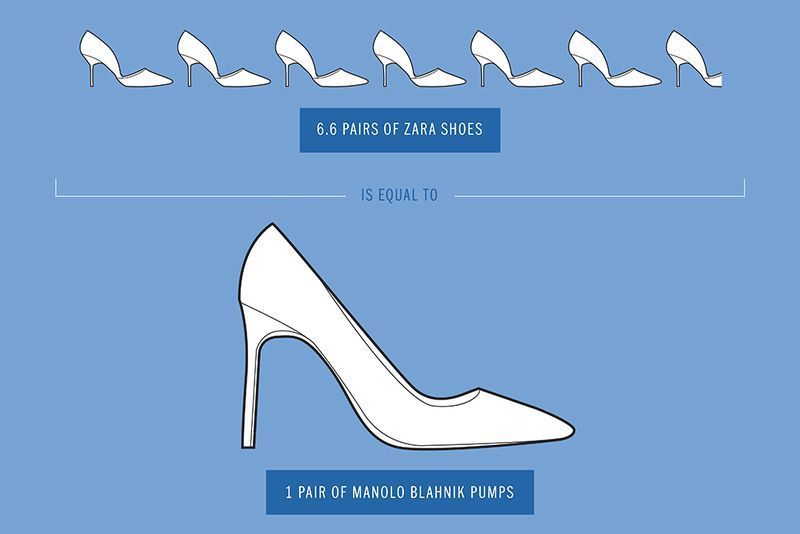 6.6 PAIRS OF ZARA SHOES
IS EQUAL TO
1 PAIR OF MANOLO BLAHNIK PUMPS